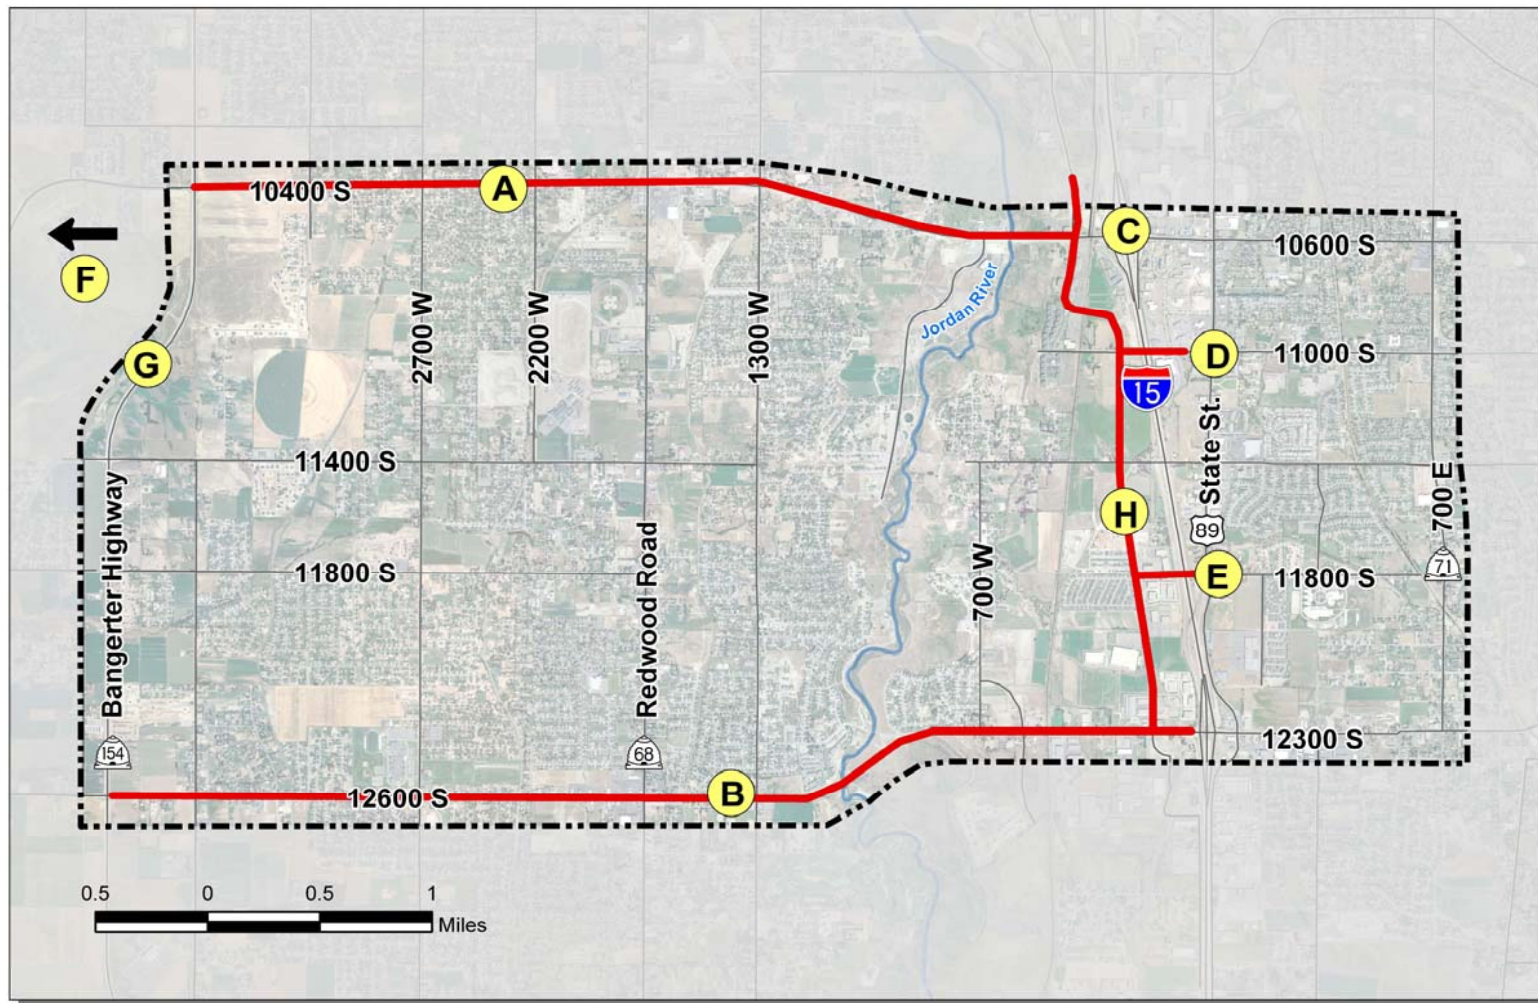 A
10400 S
C
10600 S
F
Jordan River
2700 W
2200 W
1300 W
G
D
11000 S
15
State St.
11400 S
Bangerter Highway
H
700 E
89
Redwood Road
700 W
11800 S
E
11800 S
71
154
68
12300 S
12600 S
B
0.5 0 0.5 1
Miles